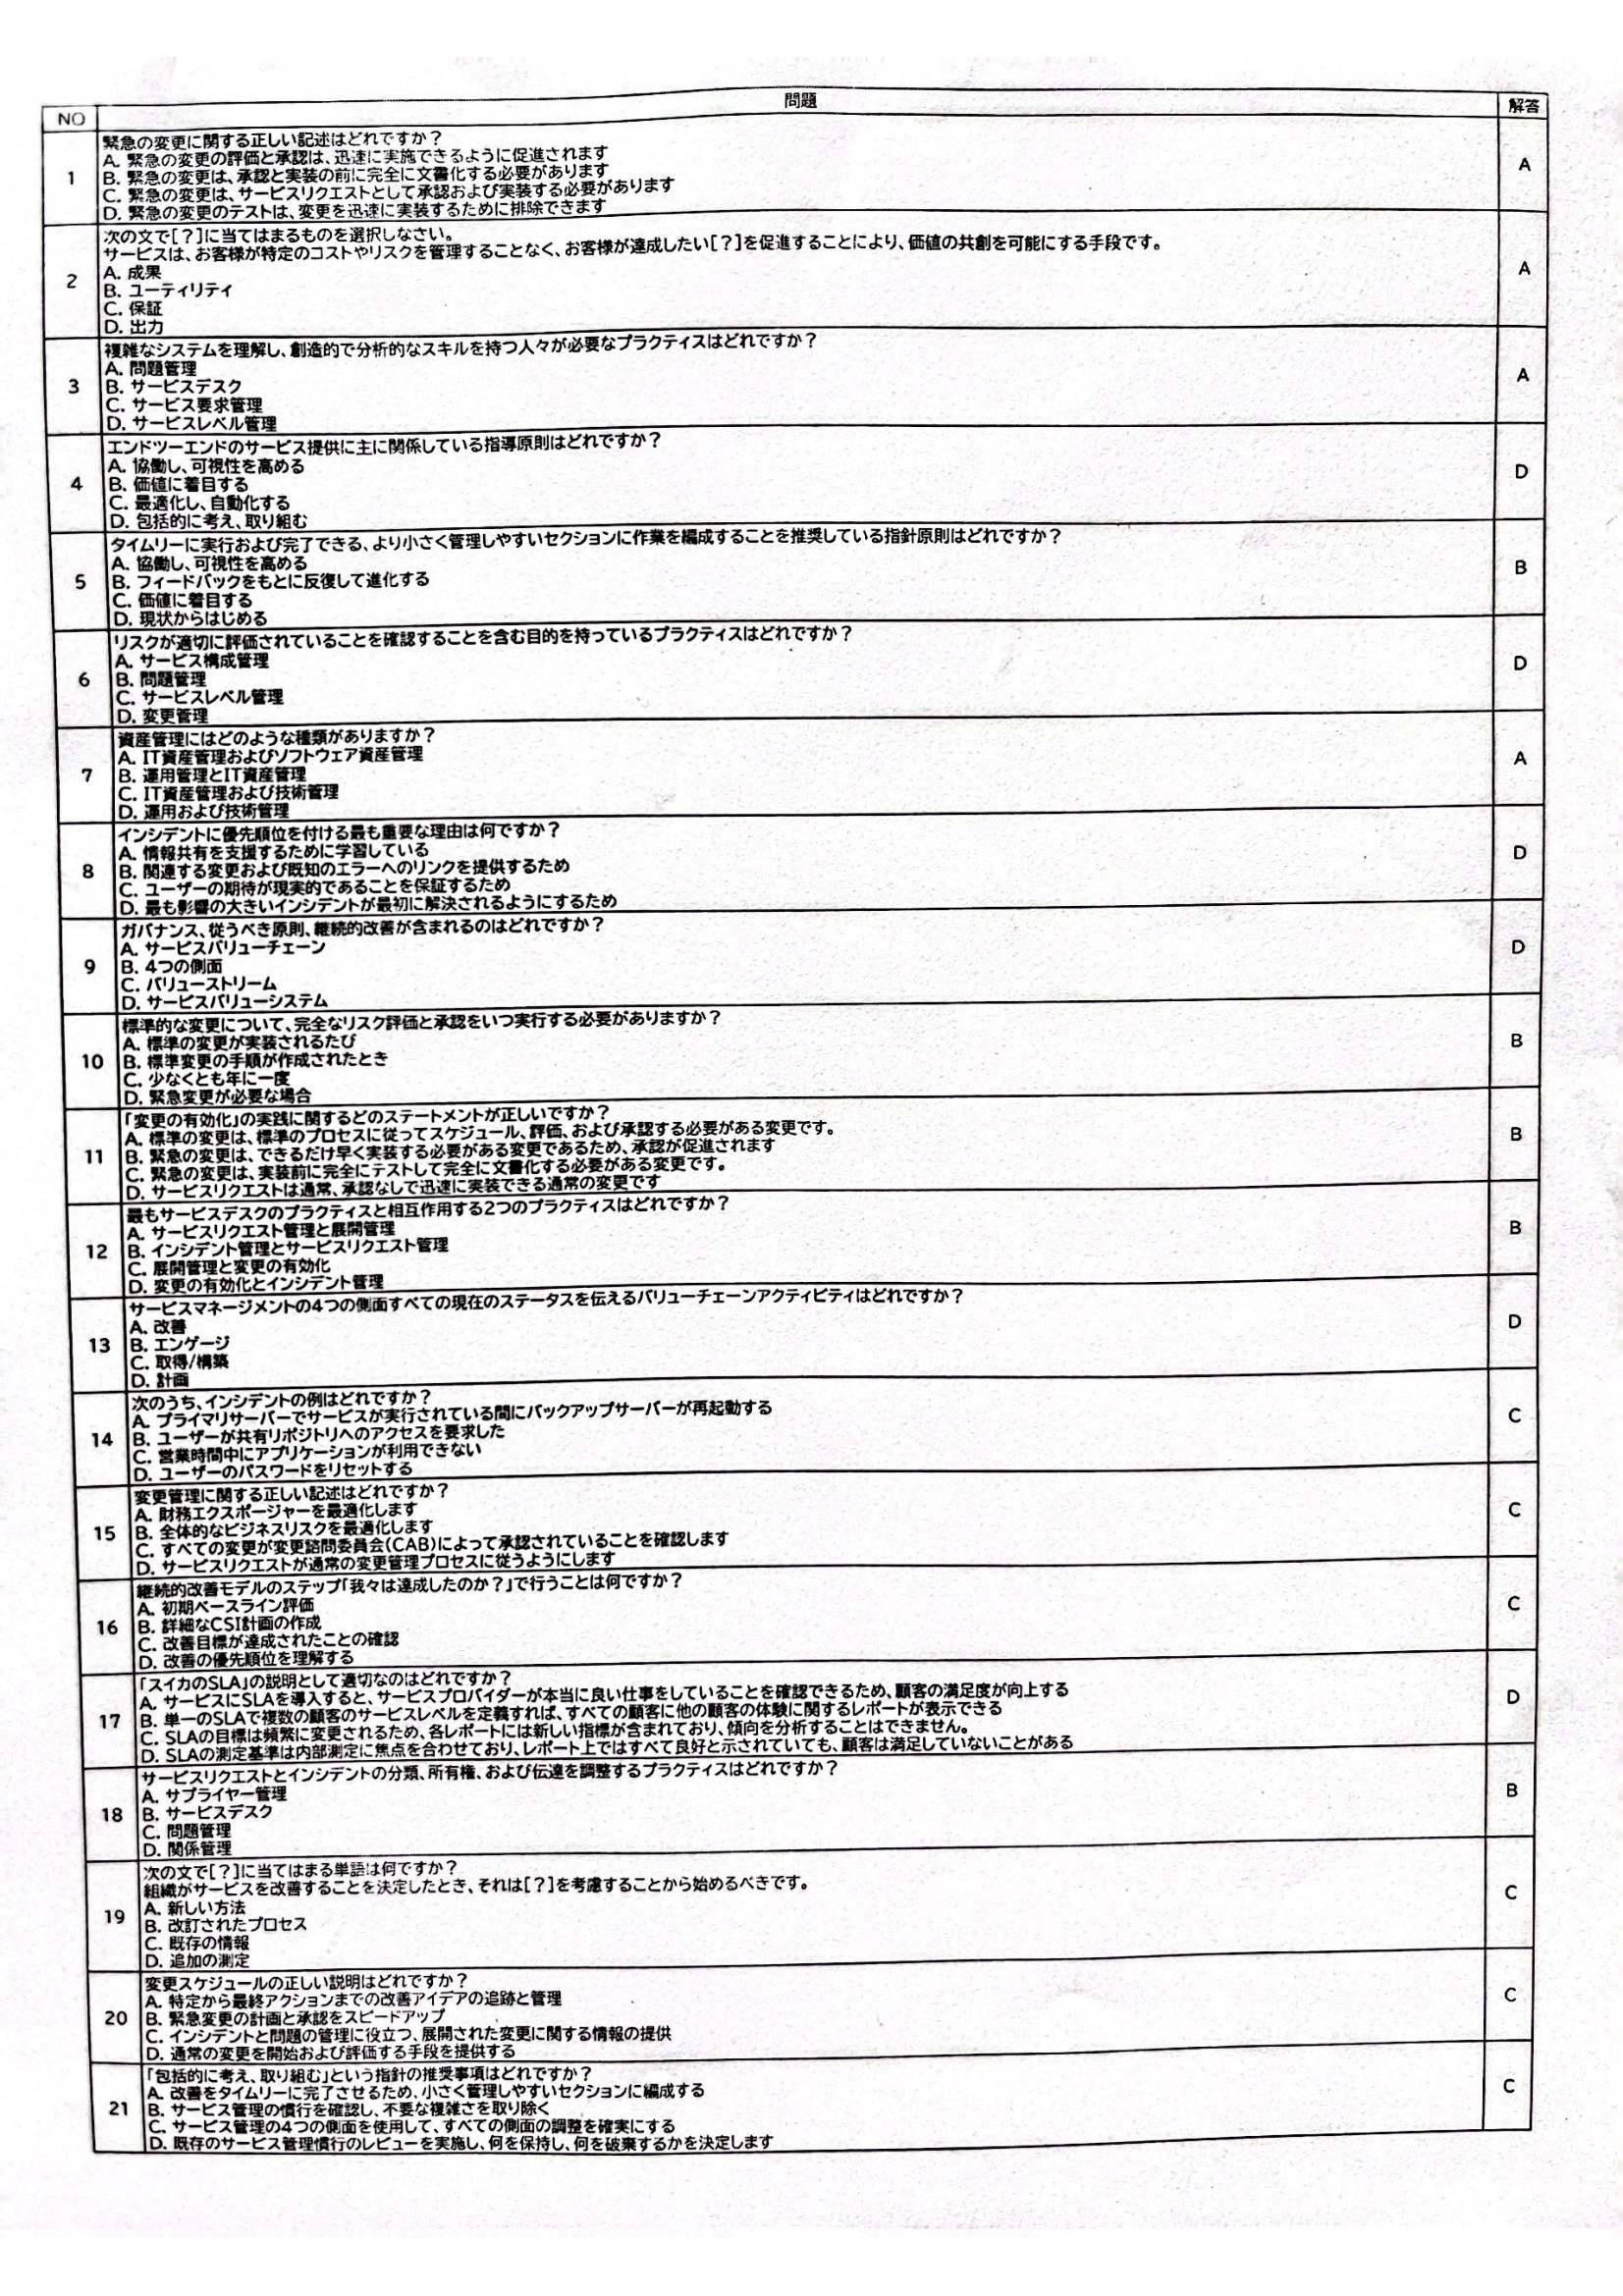 NO 問題 解答
1 緊急の変更に関する正しい記述はどれですか？ A
A. 緊急の変更の評価と承認は、迅速に実施できるように促進されます
B. 緊急の変更は、承認と実装の前に完全に文書化する必要があります
C. 緊急の変更は、サービスリクエストとして承認および実装する必要があります
D. 緊急の変更のテストは、変更を迅速に実装するために排除できます
2 次の文で[？]に当てはまるものを選択しなさい。 A
サービスは、お客様が特定のコストやリスクを管理することなく、お客様が達成したい[？]を促進することにより、価値の共創を可能にする手段です。
A. 成果
B. ユーティリティ
C. 保証
D. 出力
3 複雑なシステムを理解し、創造的で分析的なスキルを持つ人々が必要なプラクティスはどれですか？ A
A. 問題管理
B. サービスデスク
C. サービス要求管理
D. サービスレベル管理
4 エンドツーエンドのサービス提供に主に関係している指導原則はどれですか？ D
A. 協働し、可視性を高める
B. 価値に着目する
C. 最適化し、自動化する
D. 包括的に考え、取り組む
5 タイムリーに実行および完了できる、より小さく管理しやすいセクションに作業を編成することを推奨している指針原則はどれですか？ B
A. 協働し、可視性を高める
B. フィードバックをもとに反復して進化する
C. 価値に着目する
D. 現状からはじめる
6 リスクが適切に評価されていることを確認することを含む目的を持っているプラクティスはどれですか？ D
A. サービス構成管理
B. 問題管理
C. サービスレベル管理
D. 変更管理
7 資産管理にはどのような種類がありますか？ A
A. IT資産管理およびソフトウェア資産管理
B. 運用管理とIT資産管理
C. IT資産管理および技術管理
D. 運用および技術管理
8 インシデントに優先順位を付ける最も重要な理由は何ですか？ D
A. 情報共有を支援するために学習している
B. 関連する変更および既知のエラーへのリンクを提供するため
C. ユーザーの期待が現実的であることを保証するため
D. 最も影響の大きいインシデントが最初に解決されるようにするため
9 ガバナンス、従うべき原則、継続的改善が含まれるのはどれですか？ D
A. サービスバリューチェーン
B. 4つの側面
C. バリューストリーム
D. サービスバリューシステム
10 標準的な変更について、完全なリスク評価と承認をいつ実行する必要がありますか？ B
A. 標準の変更が実装されるたび
B. 標準変更の手順が作成されたとき
C. 少なくとも年に一度
D. 緊急変更が必要な場合
11 「変更の有効化」の実践に関するどのステートメントが正しいですか？ B
A. 標準の変更は、標準のプロセスに従ってスケジュール、評価、および承認する必要がある変更です。
B. 緊急の変更は、できるだけ早く実装する必要がある変更であるため、承認が促進されます
C. 緊急の変更は、実装前に完全にテストして完全に文書化する必要がある変更です。
D. サービスリクエストは通常、承認なしで迅速に実装できる通常の変更です
12 最もサービスデスクのプラクティスと相互作用する2つのプラクティスはどれですか？ B
A. サービスリクエスト管理と展開管理
B. インシデント管理とサービスリクエスト管理
C. 展開管理と変更の有効化
D. 変更の有効化とインシデント管理
13 サービスマネージメントの4つの側面すべての現在のステータスを伝えるバリューチェーンアクティビティはどれですか？ D
A. 改善
B. エンゲージ
C. 取得/構築
D. 計画
14 次のうち、インシデントの例はどれですか？ C
A. プライマリサーバーでサービスが実行されている間にバックアップサーバーが再起動する
B. ユーザーが共有リポジトリへのアクセスを要求した
C. 営業時間中にアプリケーションが利用できない
D. ユーザーのパスワードをリセットする
15 変更管理に関する正しい記述はどれですか？ C
A. 財務エクスポージャーを最適化します
B. 全体的なビジネスリスクを最適化します
C. すべての変更が変更諮問委員会(CAB)によって承認されていることを確認します
D. サービスリクエストが通常の変更管理プロセスに従うようにします
16 継続的改善モデルのステップ「我々は達成したのか？」で行うことは何ですか？ C
A. 初期ベースライン評価
B. 詳細なCSI計画の作成
C. 改善目標が達成されたことの確認
D. 改善の優先順位を理解する
17 「スイカのSLA」の説明として適切なのはどれですか？ D
A. サービスにSLAを導入すると、サービスプロバイダーが本当に良い仕事をしていることを確認できるため、顧客の満足度が向上する
B. 単一のSLAで複数の顧客のサービスレベルを定義すれば、すべての顧客に他の顧客の体験に関するレポートが表示できる
C. SLAの目標は頻繁に変更されるため、各レポートには新しい指標が含まれており、傾向を分析することはできません。
D. SLAの測定基準は内部測定に焦点を合わせており、レポート上ではすべて良好と示されていても、顧客は満足していないことがある
18 サービスリクエストとインシデントの分類、所有権、および伝達を調整するプラクティスはどれですか？ B
A. サプライヤー管理
B. サービスデスク
C. 問題管理
D. 関係管理
19 次の文で[？]に当てはまる単語は何ですか？ C
組織がサービスを改善することを決定したとき、それは[？]を考慮することから始めるべきです。
A. 新しい方法
B. 改訂されたプロセス
C. 既存の情報
D. 追加の測定
20 変更スケジュールの正しい説明はどれですか？ C
A. 特定から最終アクションまでの改善アイデアの追跡と管理
B. 緊急変更の計画と承認をスピードアップ
C. インシデントと問題の管理に役立つ、展開された変更に関する情報の提供
D. 通常の変更を開始および評価する手段を提供する
21 「包括的に考え、取り組む」という指針の推奨事項はどれですか？ C
A. 改善をタイムリーに完了させるため、小さく管理しやすいセクションに編成する
B. サービス管理の慣行を確認し、不要な複雑さを取り除く
C. サービス管理の4つの側面を使用して、すべての側面の調整を確実にする
D. 既存のサービス管理慣行のレビューを実施し、何を保持し、何を破棄するかを決定します